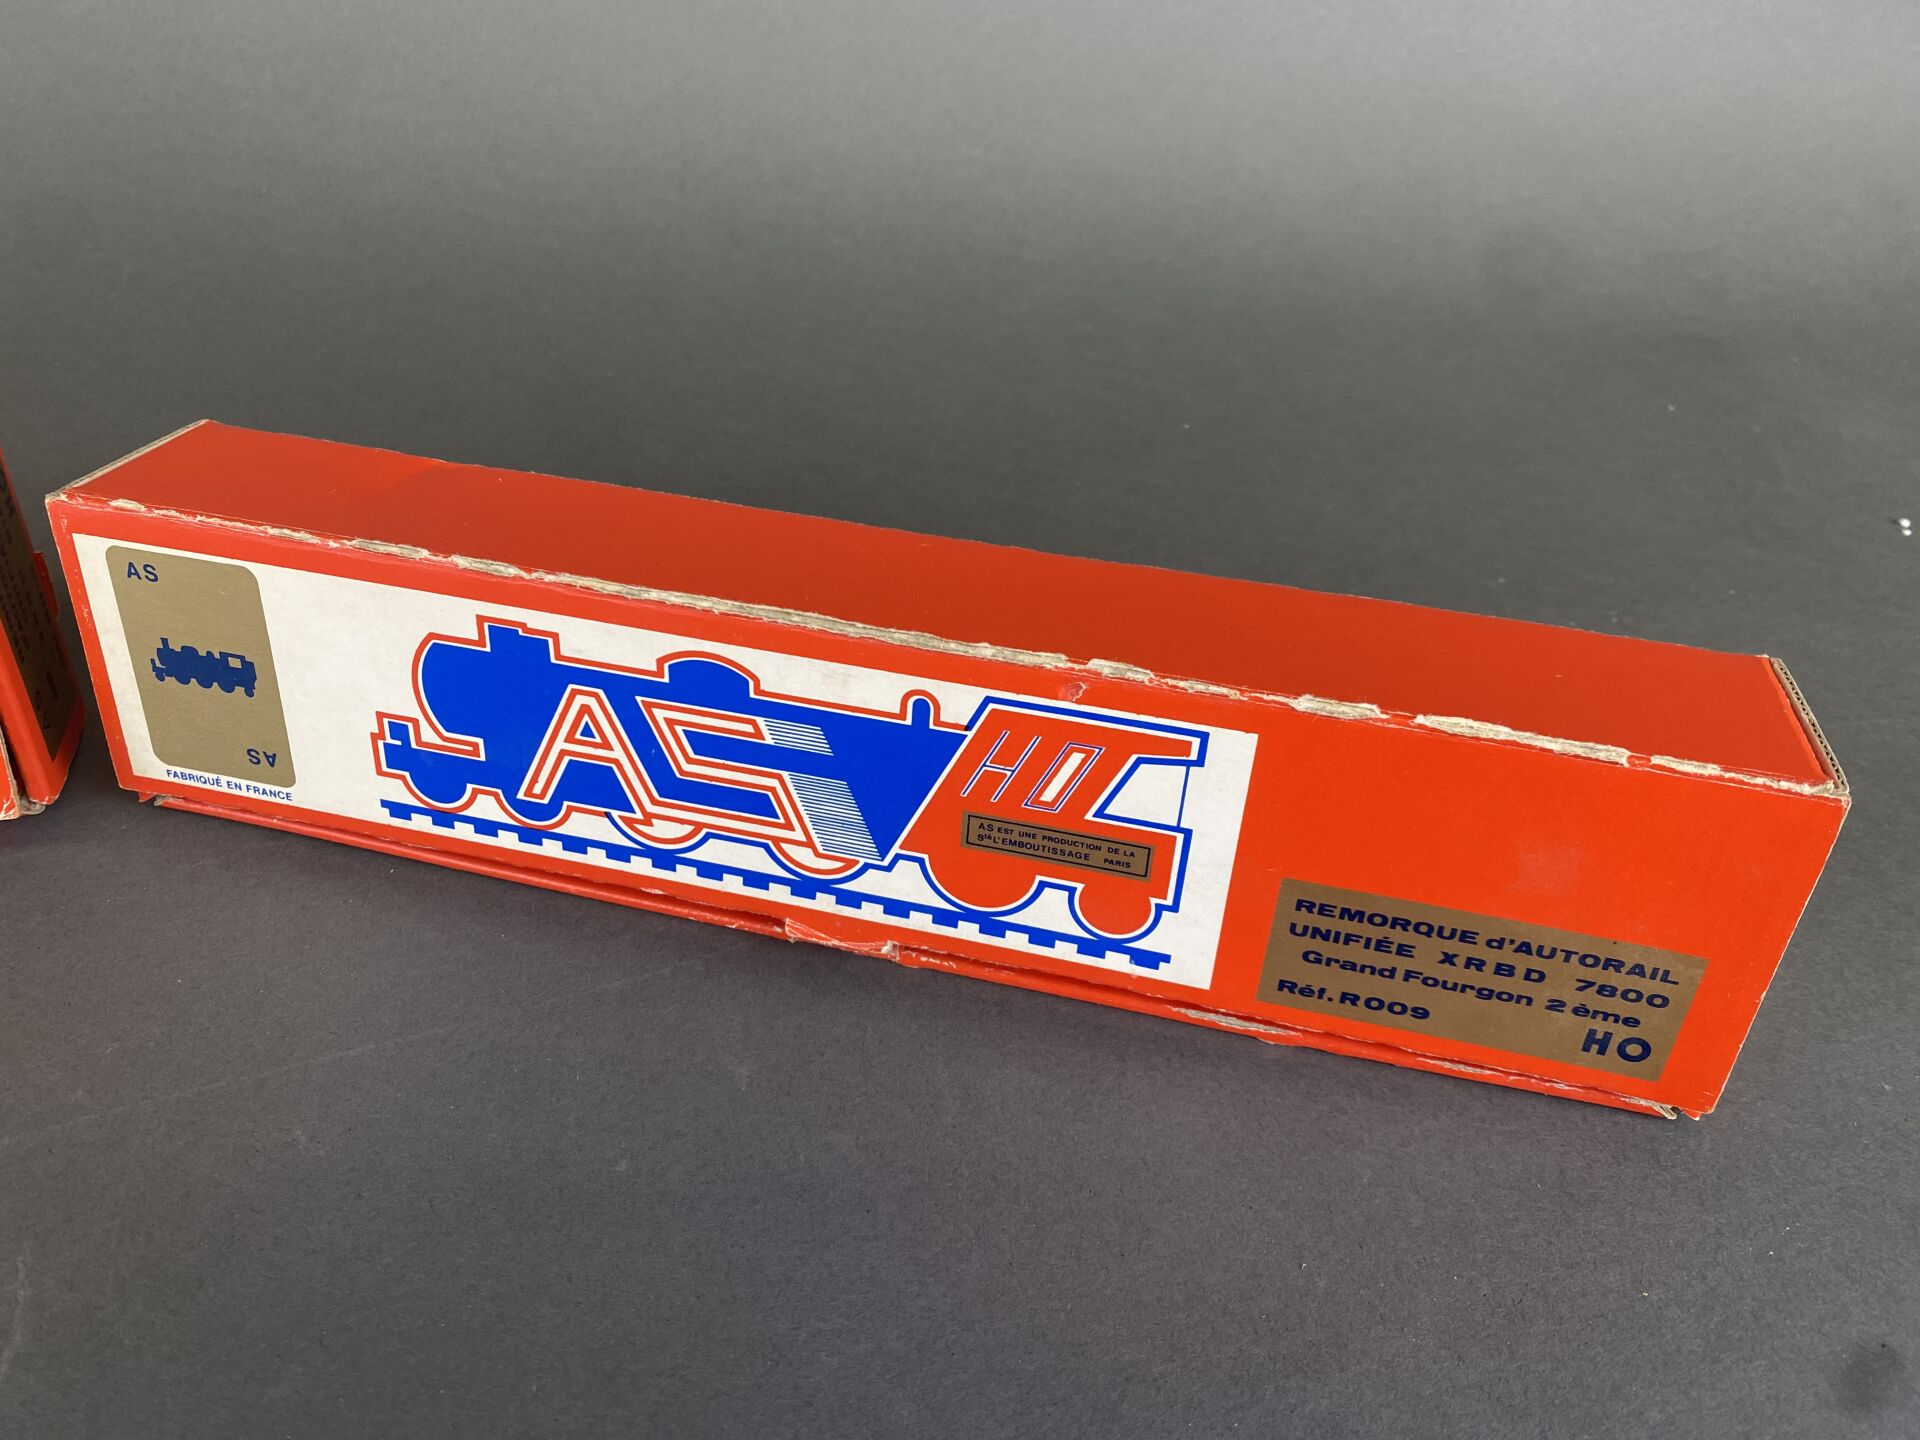 AS
AS
FABRIQUÉ EN FRANCE
AS
HO
AS EST UNE PRODUCTION DE LA
Sté L'EMBOUTISSAGE PARIS
REMORQUE d'AUTORAIL
UNIFIÉE XRBD 7800
Grand Fourgon 2ème
Réf. R009
HO